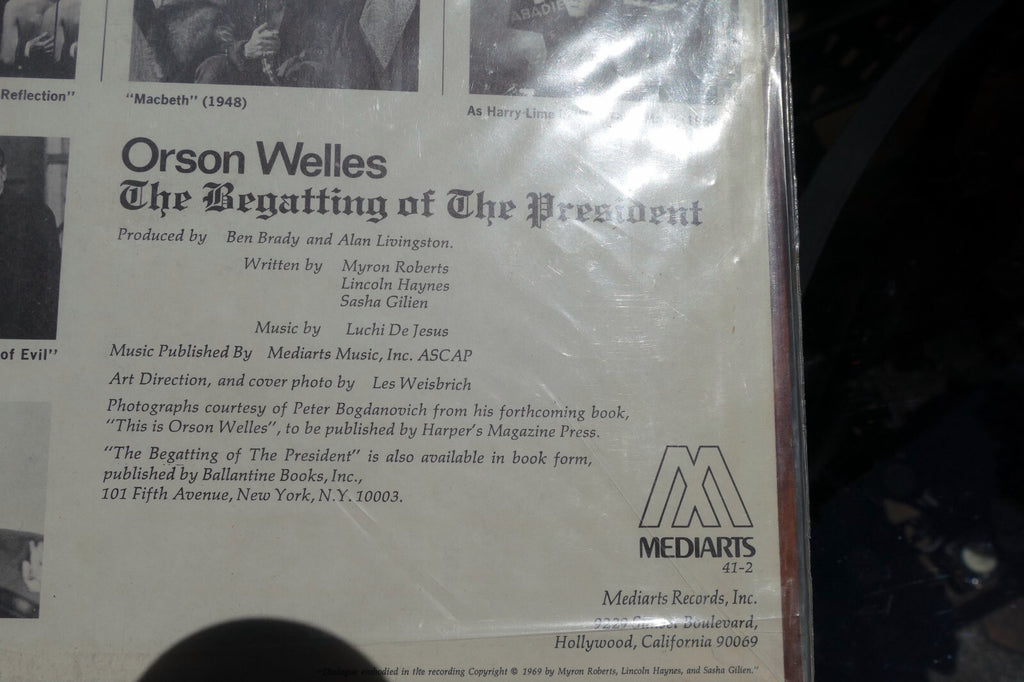 Reflection"
"Macbeth" (1948)
As Harry Lime
Orson Welles
The Begatting of The President
Produced by Ben Brady and Alan Livingston.
Written by Myron Roberts
Lincoln Haynes
Sasha Gilien
Music by Luchi De Jesus
of Evil"
Music Published By Mediarts Music, Inc. ASCAP
Art Direction, and cover photo by Les Weisbrich
Photographs courtesy of Peter Bogdanovich from his forthcoming book,
"This is Orson Welles", to be published by Harper's Magazine Press.
"The Begatting of The President" is also available in book form,
published by Ballantine Books, Inc.,
101 Fifth Avenue, New York, N.Y. 10003.
MEDIARTS
41-2
Mediarts Records, Inc.
9229 Sunset Boulevard,
Hollywood, California 90069
"Dialogue embodied in the recording Copyright © 1969 by Myron Roberts, Lincoln Haynes, and Sasha Gilien."